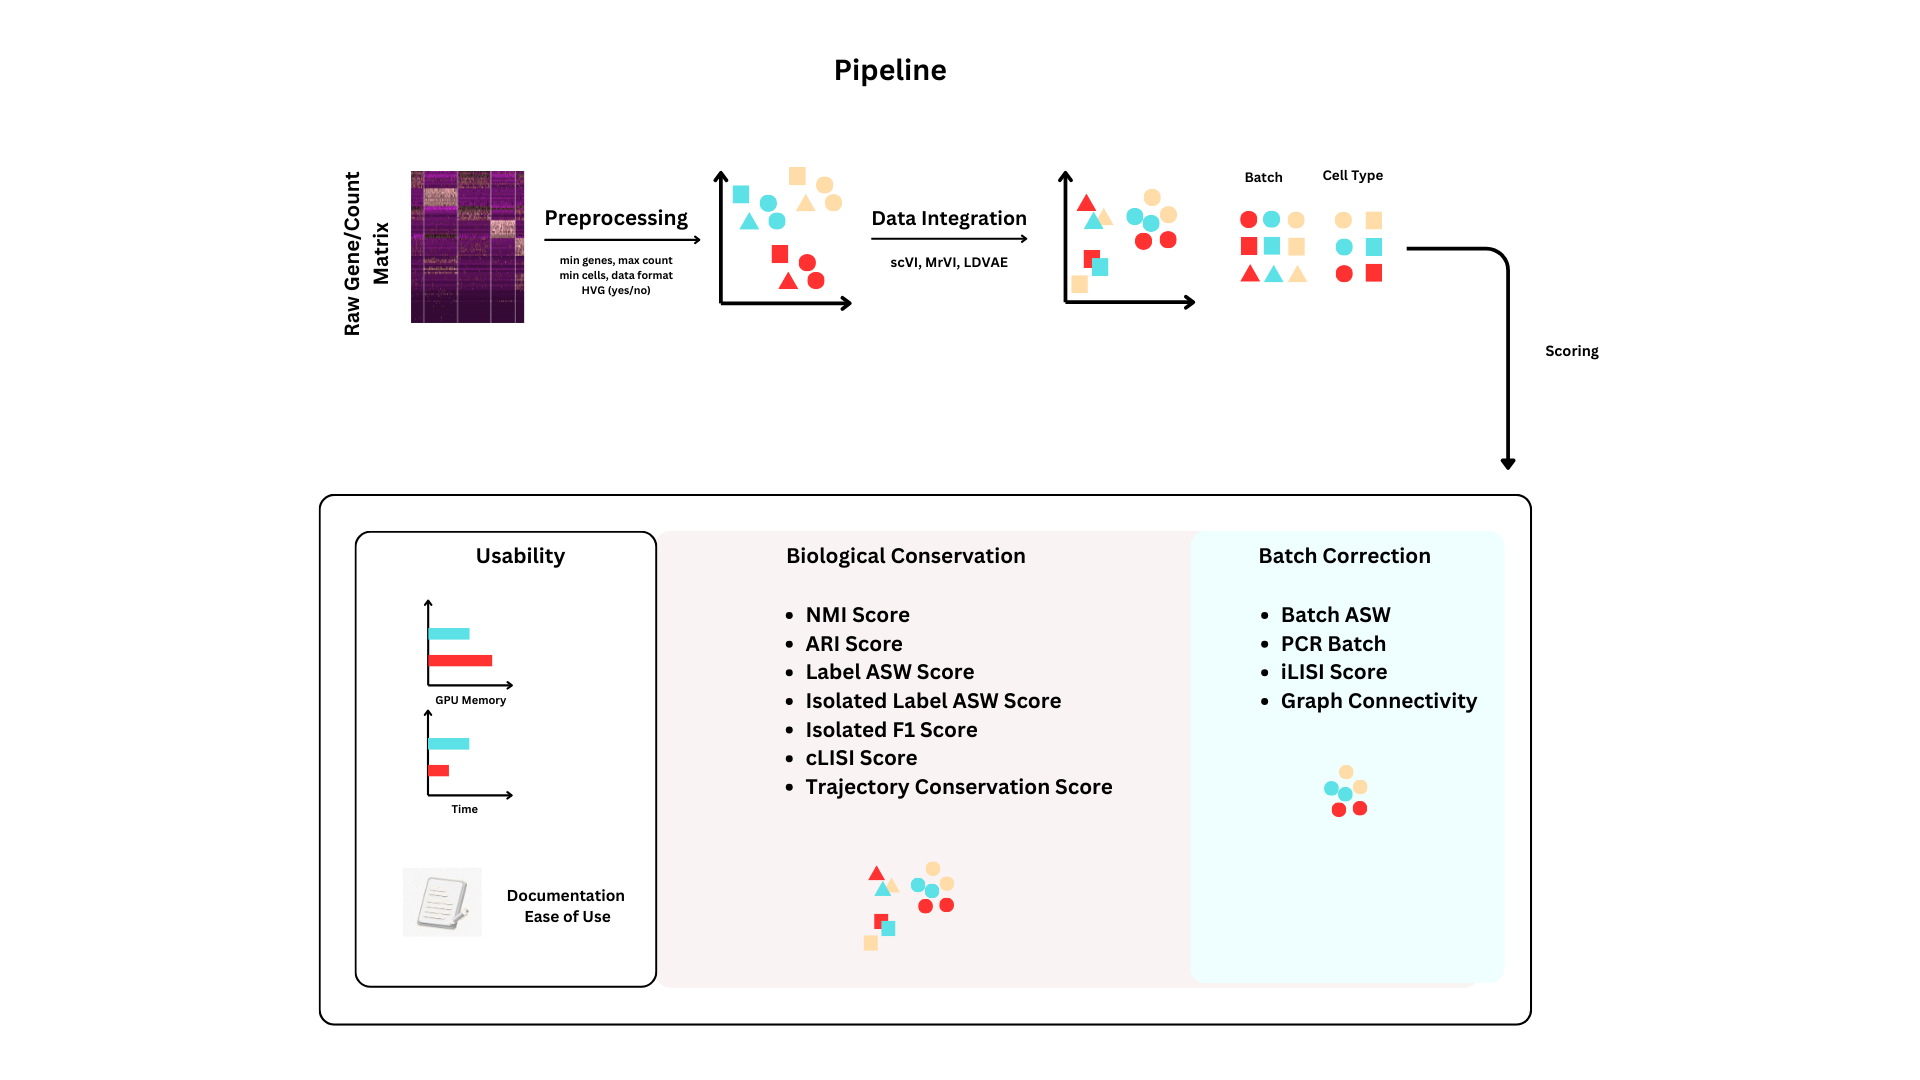 Pipeline
Raw Gene/Count
Matrix
Preprocessing
min genes, max count
min cells, data format
HVG (yes/no)
Data Integration
scVI, MrVI, LDVAE
Batch
Cell Type
Scoring
Usability
GPU Memory
Time
Documentation
Ease of Use
Biological Conservation
• NMI Score
• ARI Score
• Label ASW Score
• Isolated Label ASW Score
• Isolated F1 Score
• cLISI Score
• Trajectory Conservation Score
Batch Correction
• Batch ASW
• PCR Batch
• iLISI Score
• Graph Connectivity